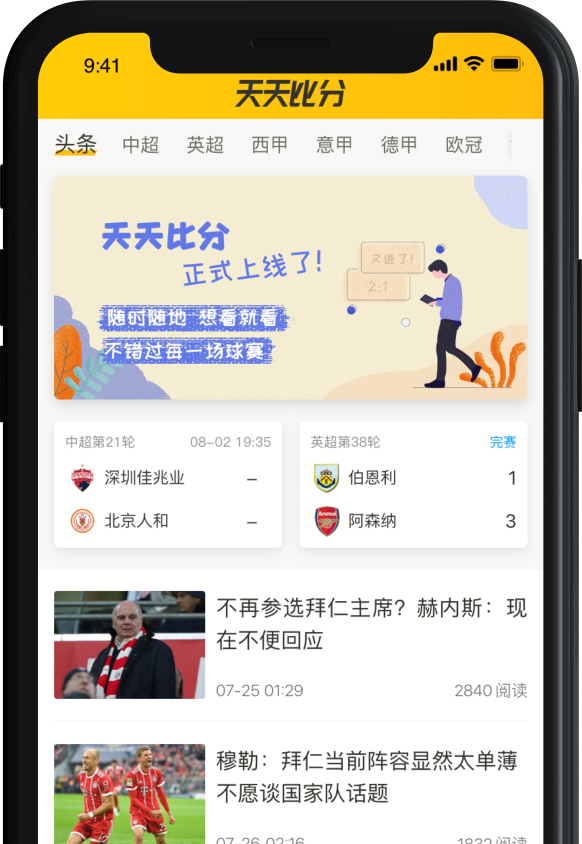 9:41
天天比分
头条 中超 英超 西甲 意甲 德甲 欧冠
天天比分
正式上线了!
又进了!
2:1
随时随地 想看就看
不错过每一场球赛
中超第21轮 08-02 19:35
深圳佳兆业 –
北京人和 –
英超第38轮 完赛
伯恩利 1
Arsenal
阿森纳 3
不再参选拜仁主席？赫内斯：现
在不便回应
07-25 01:29 2840 阅读
穆勒：拜仁当前阵容显然太单薄
不愿谈国家队话题
07-26 02:16 1832 阅读